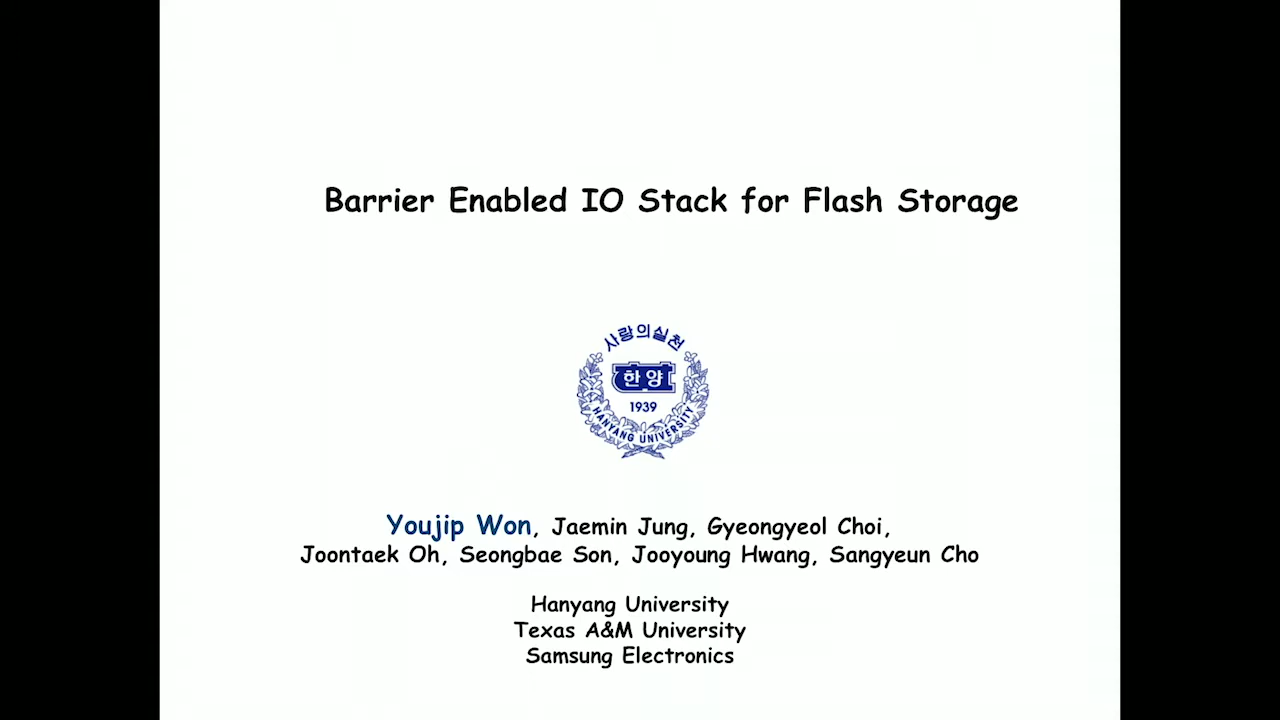 Barrier Enabled IO Stack for Flash Storage
사랑의실천
한양
1939
HANYANG UNIVERSITY
Youjip Won, Jaemin Jung, Gyeongyeol Choi,
Joontaek Oh, Seongbae Son, Jooyoung Hwang, Sangyeun Cho
Hanyang University
Texas A&M University
Samsung Electronics